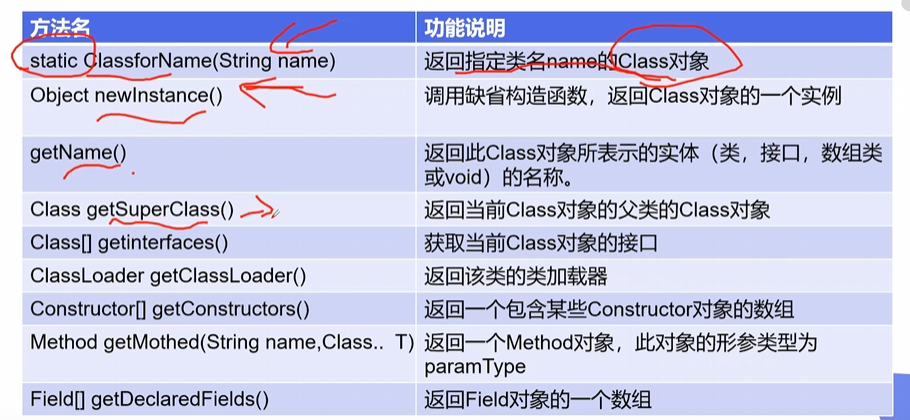 方法名 功能说明
static ClassforName(String name) 返回指定类名name的Class对象
Object newInstance() 调用缺省构造函数，返回Class对象的一个实例
getName() 返回此Class对象所表示的实体（类，接口，数组类
或void）的名称。
Class getSuperClass() 返回当前Class对象的父类的Class对象
Class[] getinterfaces() 获取当前Class对象的接口
ClassLoader getClassLoader() 返回该类的类加载器
Constructor[] getConstructors() 返回一个包含某些Constructor对象的数组
Method getMothed(String name,Class.. T) 返回一个Method对象，此对象的形参类型为
paramType
Field[] getDeclaredFields() 返回Field对象的一个数组